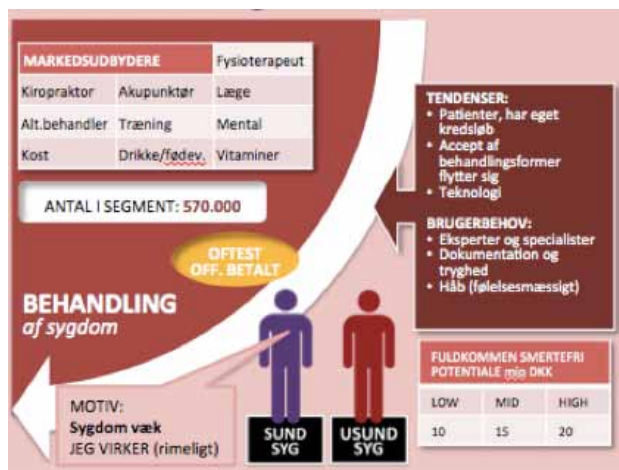 MARKEDSUDBYDERE Fysioterapeut
Kiropraktor Akupunktør Læge
Alt.behandler Træning Mental
Kost Drikke/fødev. Vitaminer
ANTAL I SEGMENT: 570.000
OFTEST
OFF. BETALT
BEHANDLING
af sygdom
MOTIV:
Sygdom væk
JEG VIRKER (rimeligt)
SUND
SYG
USUND
SYG
TENDENSER:
• Patienter, har eget
kredsløb
• Accept af
behandlingsformer
flytter sig
• Teknologi
BRUGERBEHOV:
• Eksperter og specialister
• Dokumentation og
tryghed
• Håb (følelsesmæssigt)
FULDKOMMEN SMERTEFRI
POTENTIALE mio DKK
LOW MID HIGH
10 15 20